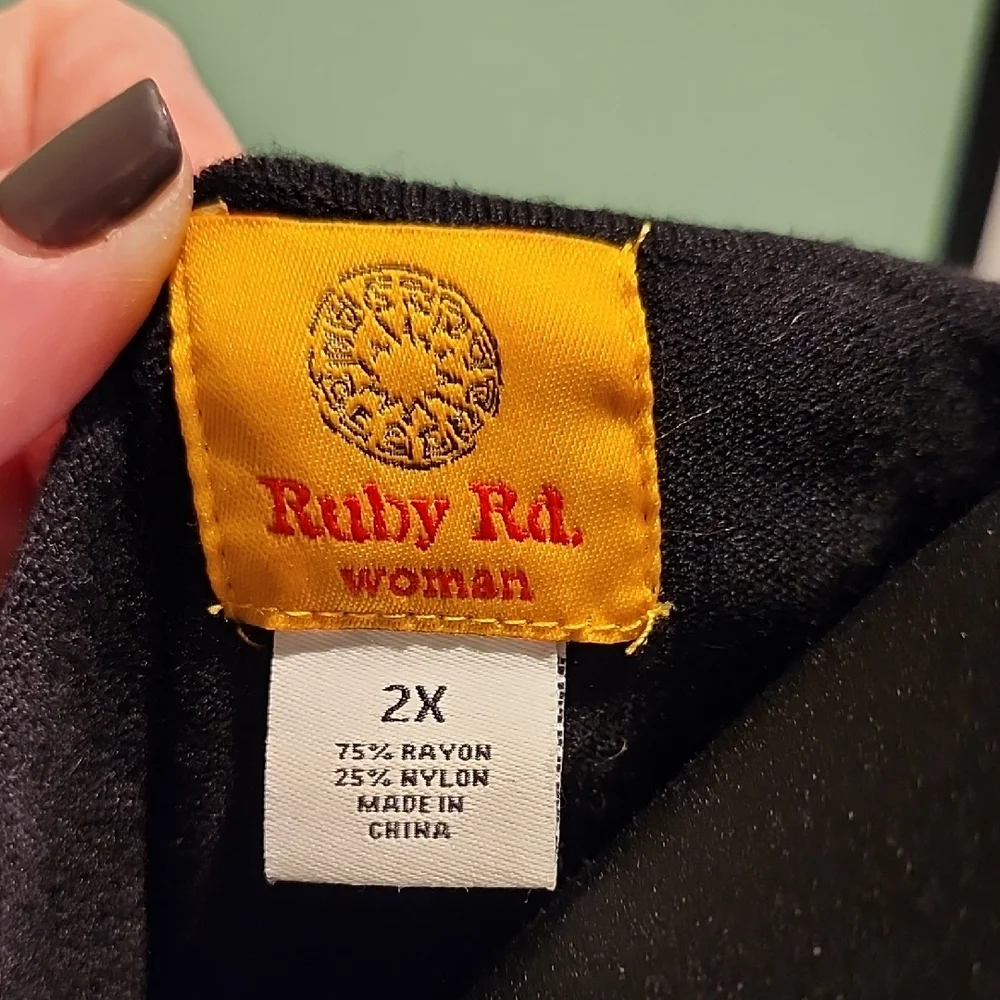 Ruby Rd.
woman
2X
75% RAYON
25% NYLON
MADE IN
CHINA